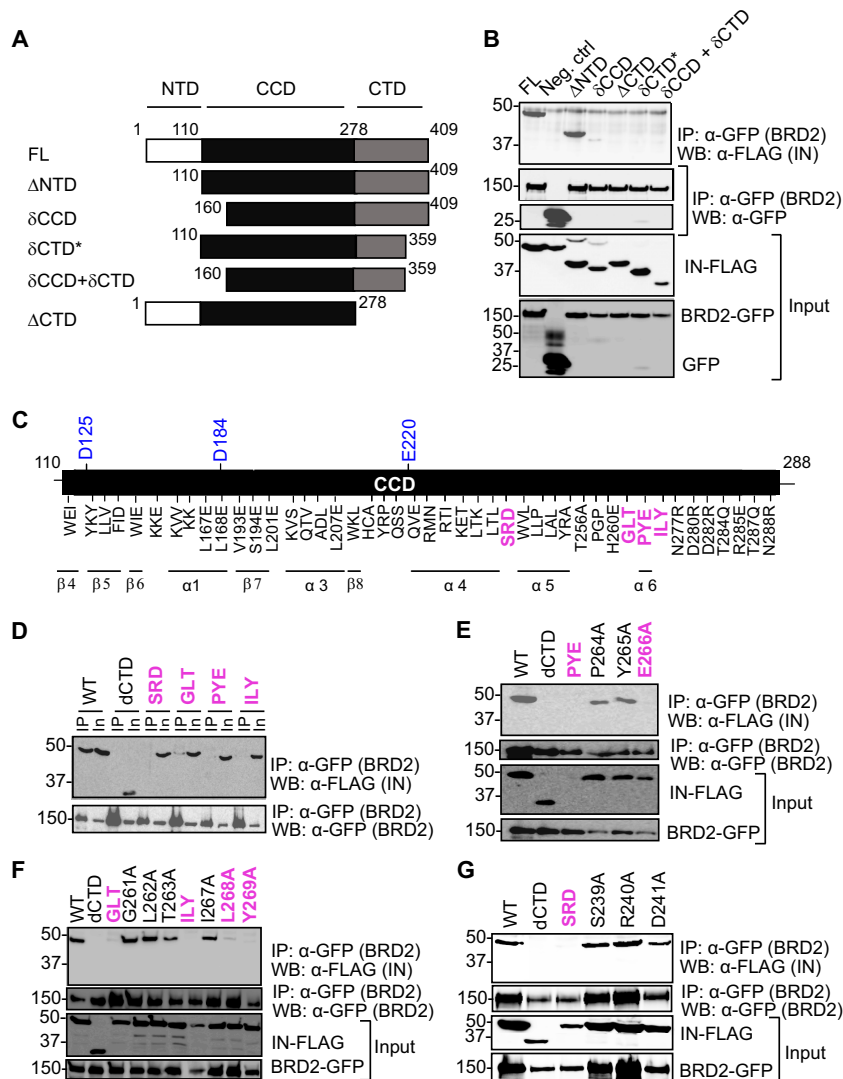 A
NTD CCD CTD
1 110 278 409
FL
110 409
ΔNTD
160 409
δCCD
110 359
δCTD*
160 359
δCCD+δCTD
1 278
ΔCTD
B
FL Neg. ctrl ΔNTD δCCD ΔCTD δCTD* δCCD + δCTD
50
37
IP: α-GFP (BRD2)
WB: α-FLAG (IN)
150
25
IP: α-GFP (BRD2)
WB: α-GFP
50
37
IN-FLAG
150
50
37
25
BRD2-GFP
GFP
Input
C
D125 D184 E220
110 CCD 288
WEI YKY LLV FID WIE KKE KVV KK L167E L168E V193E S194E L201E KVS QTV ADL L207E WKL HCA YRP QSS QVE RMN RTI KET LTK LTL SRD WVL LLP LAL YRA T256A PGP H260E GLT PYE ILY N277R D280R D282R T284Q R285E T287Q N288R
β4 β5 β6 α1 β7 α3 β8 α4 α5 α6
D
WT dCTD SRD GLT PYE ILY
IP In IP In IP In IP In IP In IP In
50
37
IP: α-GFP (BRD2)
WB: α-FLAG (IN)
150
IP: α-GFP (BRD2)
WB: α-GFP (BRD2)
E
WT dCTD PYE P264A Y265A E266A
50
37
IP: α-GFP (BRD2)
WB: α-FLAG (IN)
150
IP: α-GFP (BRD2)
WB: α-GFP (BRD2)
50
37
IN-FLAG
150
BRD2-GFP
Input
F
WT dCTD GLT G261A L262A T263A ILY I267A L268A Y269A
50
37
IP: α-GFP (BRD2)
WB: α-FLAG (IN)
150
IP: α-GFP (BRD2)
WB: α-GFP (BRD2)
50
37
IN-FLAG
150
BRD2-GFP
Input
G
WT dCTD SRD S239A R240A D241A
50
37
IP: α-GFP (BRD2)
WB: α-FLAG (IN)
150
IP: α-GFP (BRD2)
WB: α-GFP (BRD2)
50
37
IN-FLAG
150
BRD2-GFP
Input